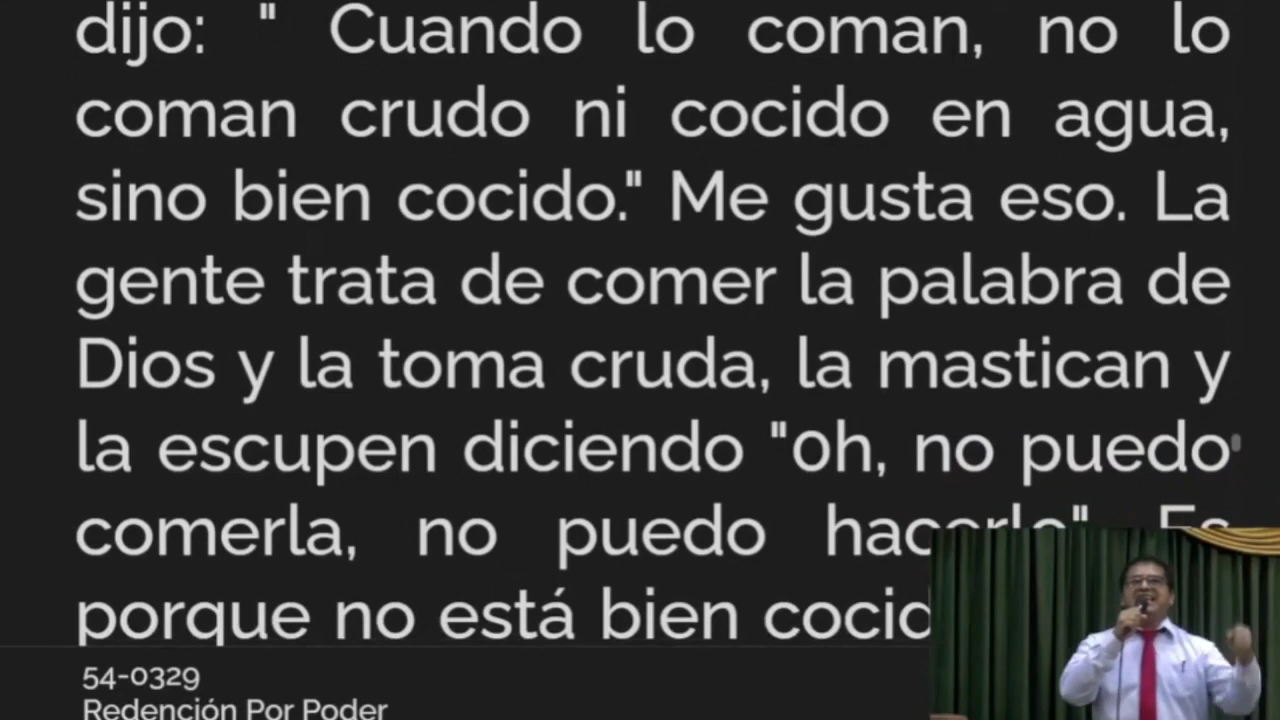 dijo: " Cuando lo coman, no lo
coman crudo ni cocido en agua,
sino bien cocido." Me gusta eso. La
gente trata de comer la palabra de
Dios y la toma cruda, la mastican y
la escupen diciendo "0h, no puedo
comerla, no puedo hacerlo". Es
porque no está bien
54-0329
Redención Por Poder